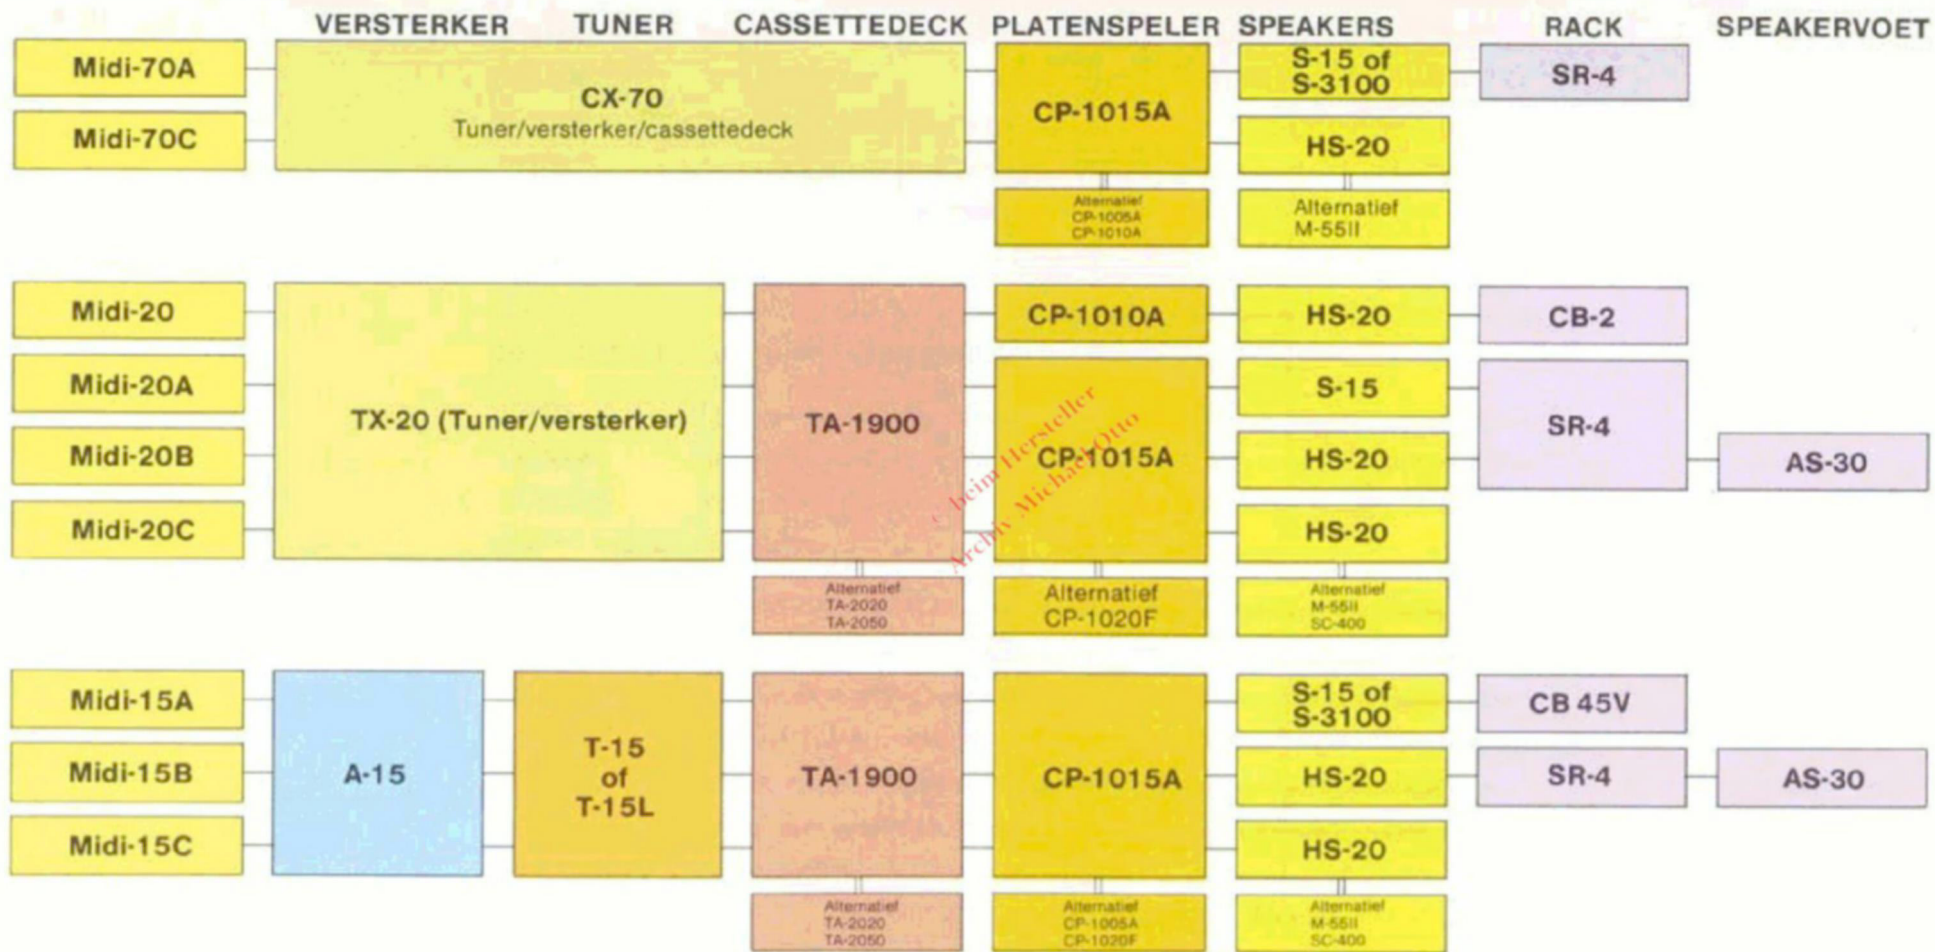 VERSTERKER TUNER CASSETTEDECK PLATENSPELER SPEAKERS RACK SPEAKERVOET
Midi-70A
Midi-70C
CX-70
Tuner/versterker/cassettedeck
CP-1015A
Alternatief
CP-1005A
CP-1010A
S-15 of
S-3100
HS-20
Alternatief
M-55II
SR-4
Midi-20
Midi-20A
Midi-20B
Midi-20C
TX-20 (Tuner/versterker)
TA-1900
Alternatief
TA-2020
TA-2050
CP-1010A
CP-1015A
Alternatief
CP-1020F
HS-20
S-15
HS-20
HS-20
Alternatief
M-55II
SC-400
CB-2
SR-4
AS-30
© beim Hersteller
Archiv Michael Otto
Midi-15A
Midi-15B
Midi-15C
A-15
T-15
of
T-15L
TA-1900
Alternatief
TA-2020
TA-2050
CP-1015A
Alternatief
CP-1005A
CP-1020F
S-15 of
S-3100
HS-20
HS-20
Alternatief
M-55II
SC-400
CB 45V
SR-4
AS-30